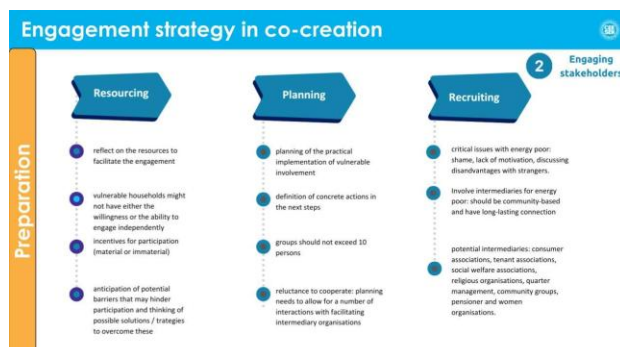 Engagement strategy in co-creation
2
Engaging
stakeholders
Preparation
Resourcing
reflect on the resources to
facilitate the engagement
vulnerable households might
not have either the
willingness or the ability to
engage independently
incentives for participation
(material or immaterial)
anticipation of potential
barriers that may hinder
participation and thinking of
possible solutions / trategies
to overcome these
Planning
planning of the practical
implementation of vulnerable
involvement
definition of concrete actions in
the next steps
groups should not exceed 10
persons
reluctance to cooperate: planning
needs to allow for a number of
interactions with facilitating
intermediary organisations
Recruiting
critical issues with energy poor:
shame, lack of motivation, discussing
disadvantages with strangers.
Involve intermediaries for energy
poor: should be community-based
and have long-lasting connection
potential intermediaries: consumer
associations, tenant associations,
social welfare associations,
religious organisations, quarter
management, community groups,
pensioner and women
organisations.